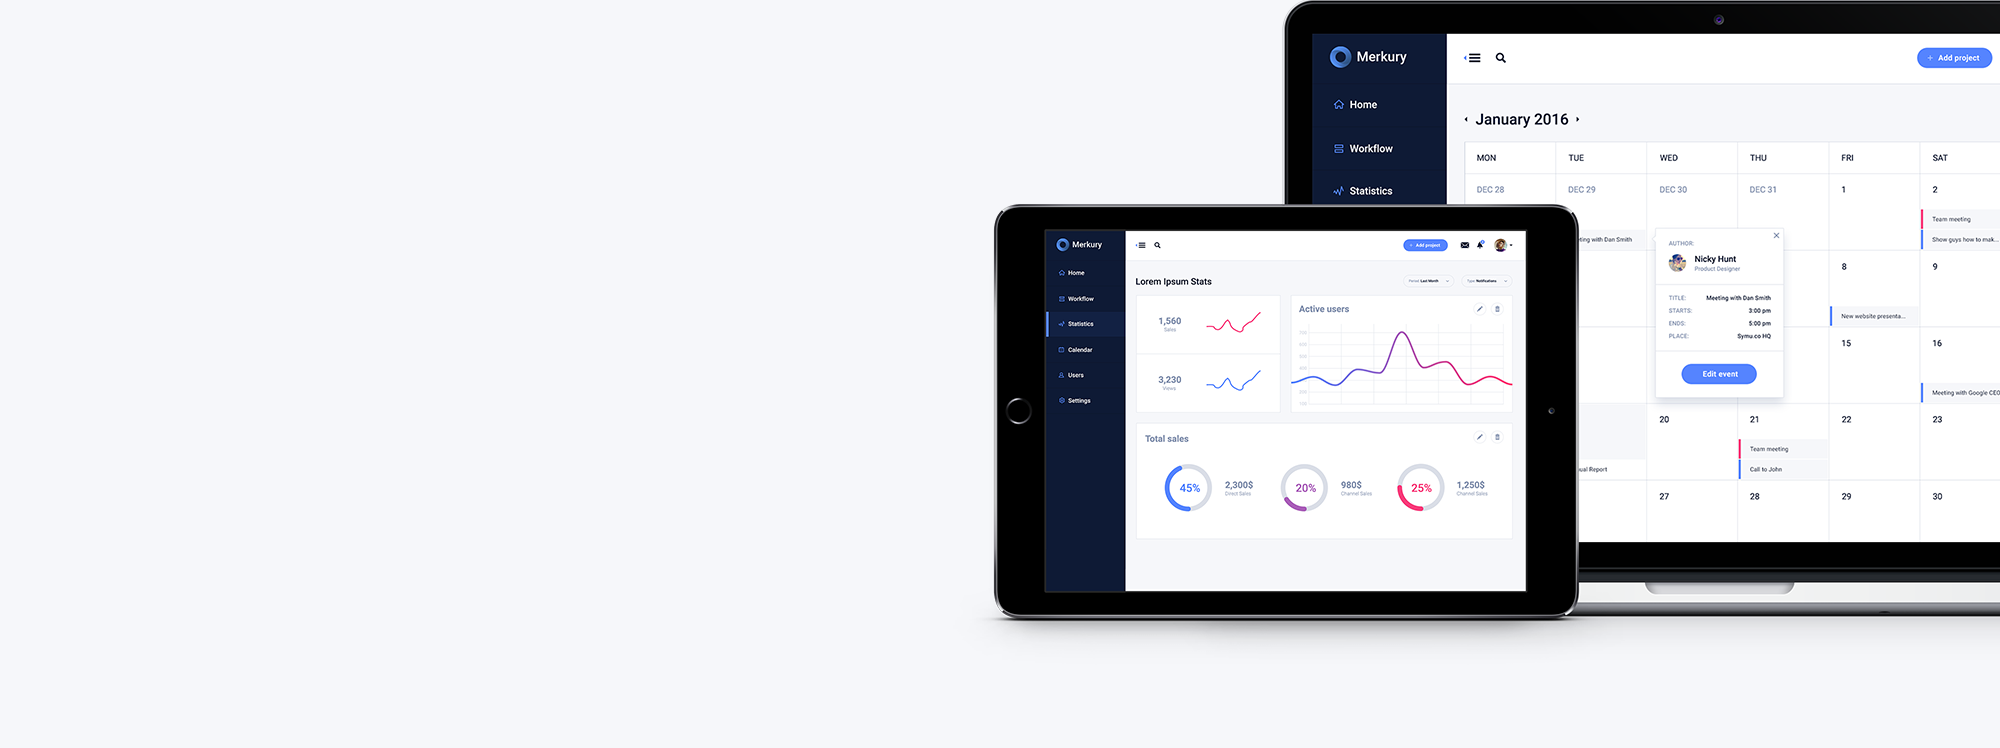 Merkury
Add project
Home
January 2016
Workflow
MON TUE WED THU FRI SAT
Statistics
DEC 28 DEC 29 DEC 30 DEC 31 1 2
Team meeting
Show guys how to mak...
ting with Dan Smith
AUTHOR:
Nicky Hunt
Product Designer
8 9
TITLE: Meeting with Dan Smith
STARTS: 3:00 pm
ENDS: 5:00 pm
PLACE: Symu.co HQ
New website presenta...
15 16
Edit event
Meeting with Google CEO
20 21 22 23
Team meeting
ual Report
Call to John
27 28 29 30
Merkury
Add project
Home
Workflow
Statistics
Calendar
Users
Settings
Lorem Ipsum Stats
Period: Last Month
Type: Notifications
1,560
Sales
3,230
Views
Active users
Total sales
45%
2,300$
Direct Sales
20%
980$
Channel Sales
25%
1,250$
Channel Sales